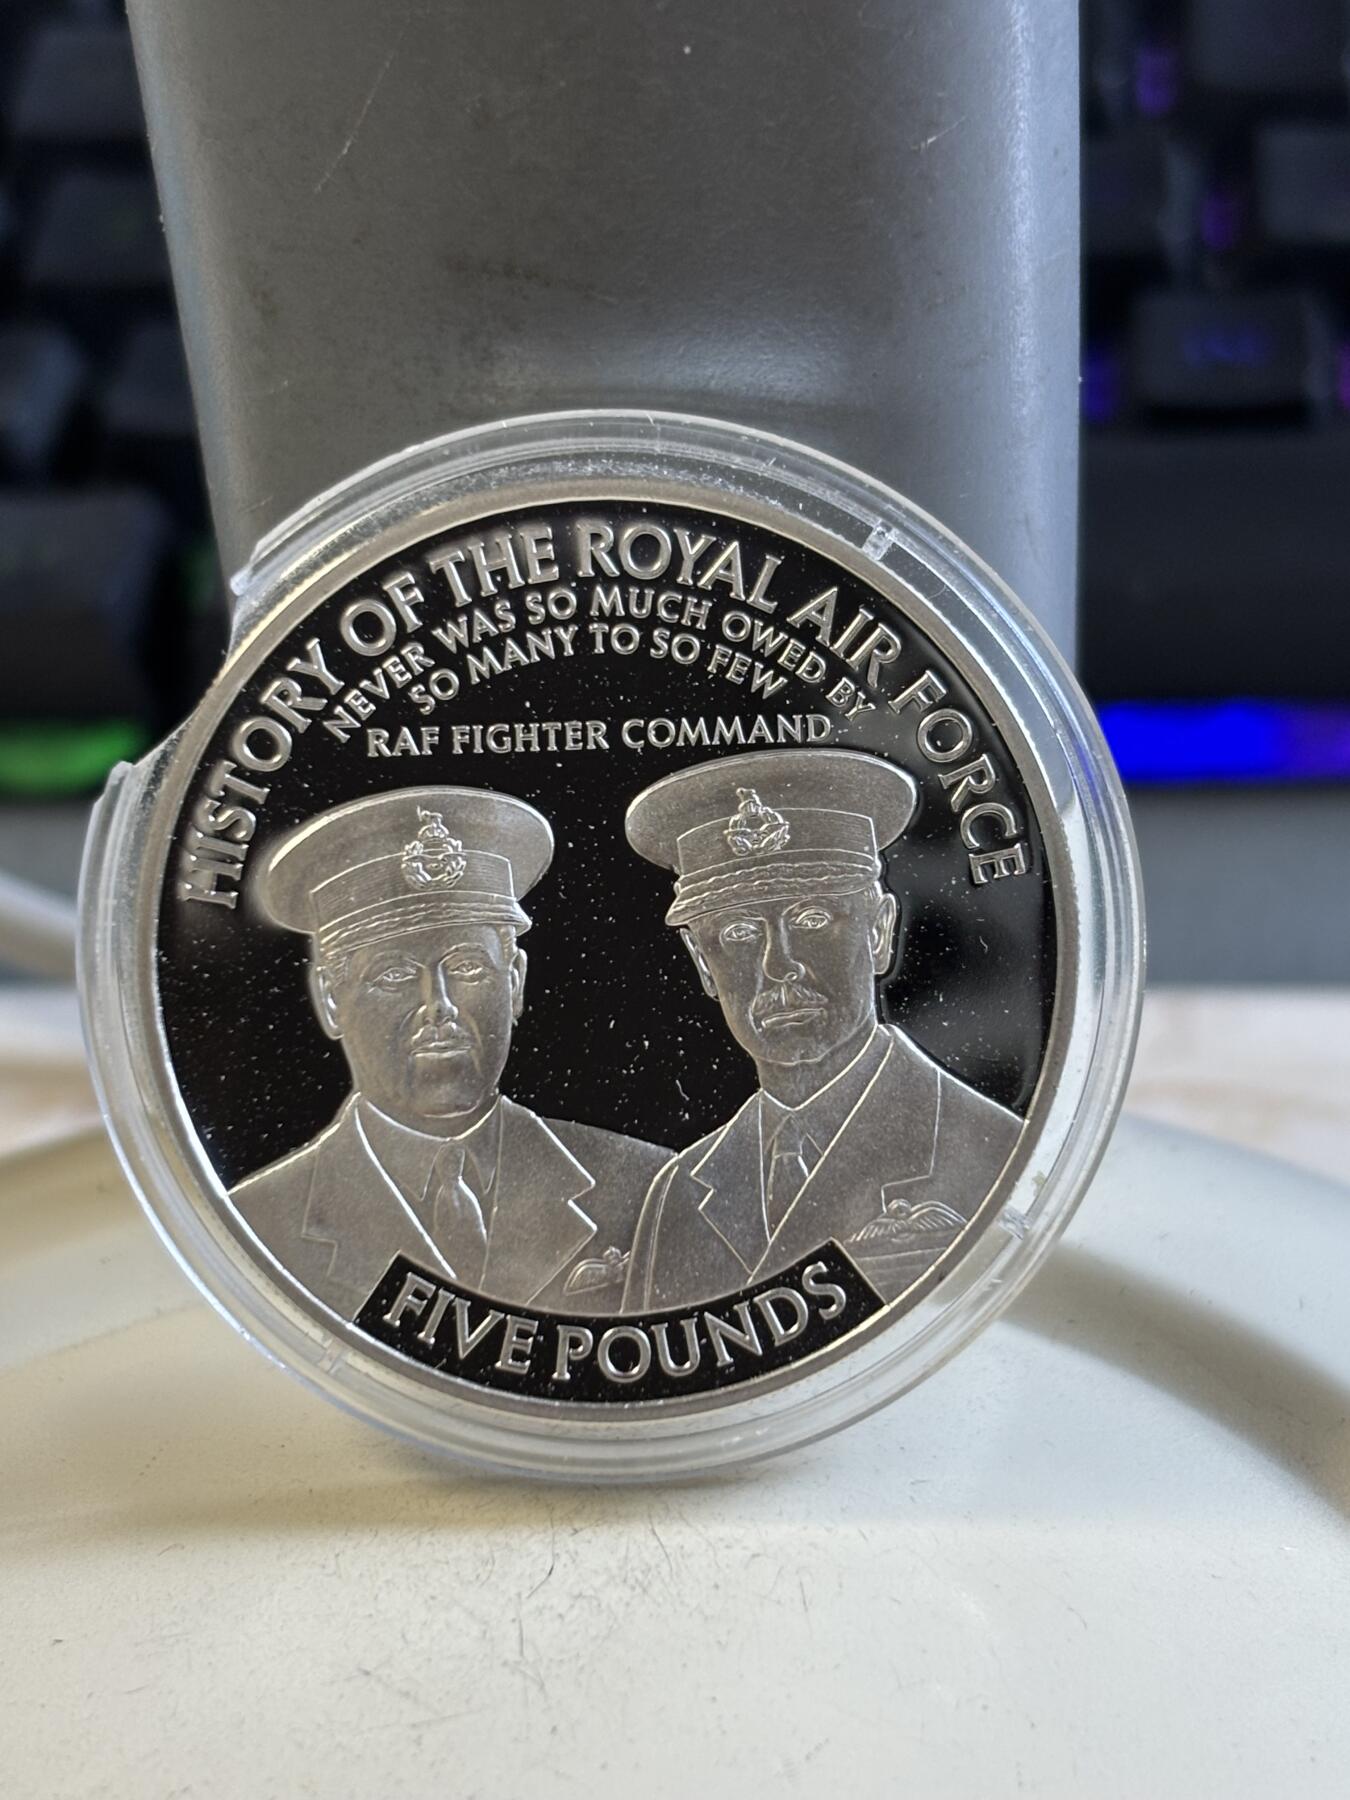 HISTORY OF THE ROYAL AIR FORCE
NEVER WAS SO MUCH OWED BY
SO MANY TO SO FEW
RAF FIGHTER COMMAND
FIVE POUNDS